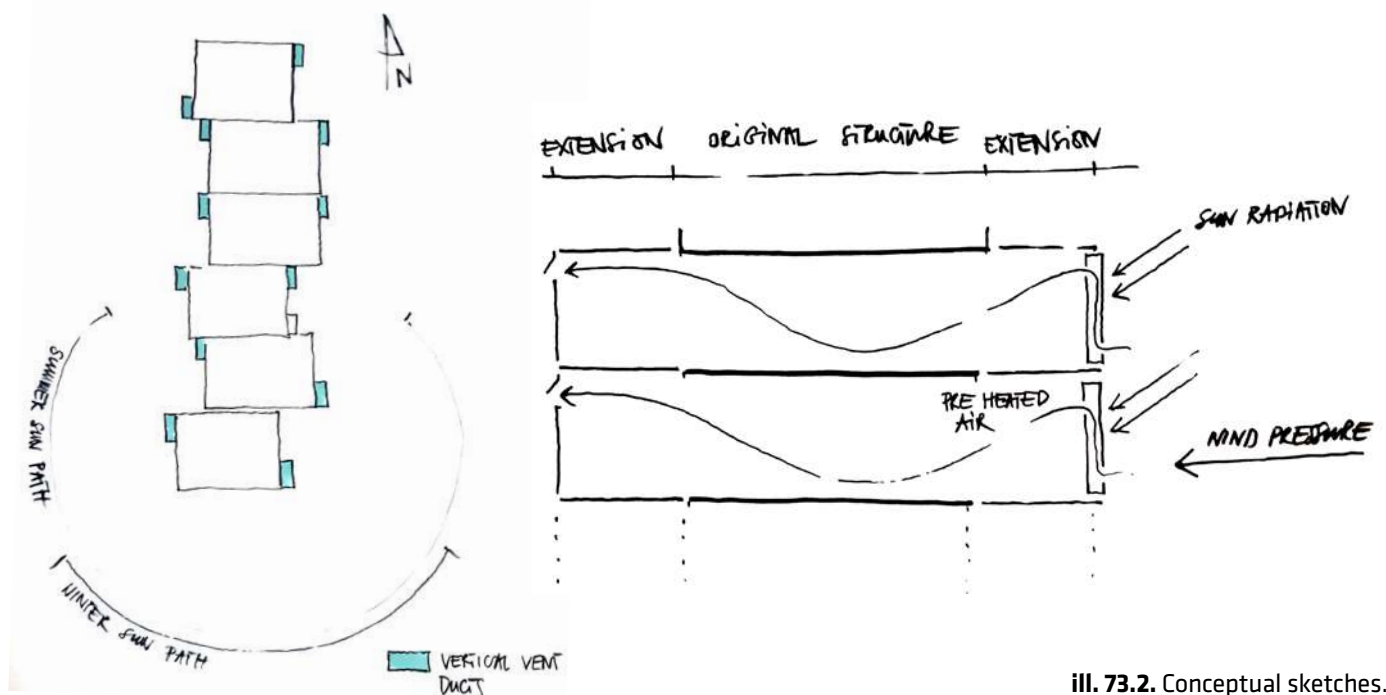 N
EXTENSION ORIGINAL STRUCTURE EXTENSION
SUN RADIATION
PRE HEATED
AIR
WIND PRESSURE
SUMMER SUN PATH
WINTER SUN PATH
VERTICAL VENT
DUCT
ill. 73.2. Conceptual sketches.